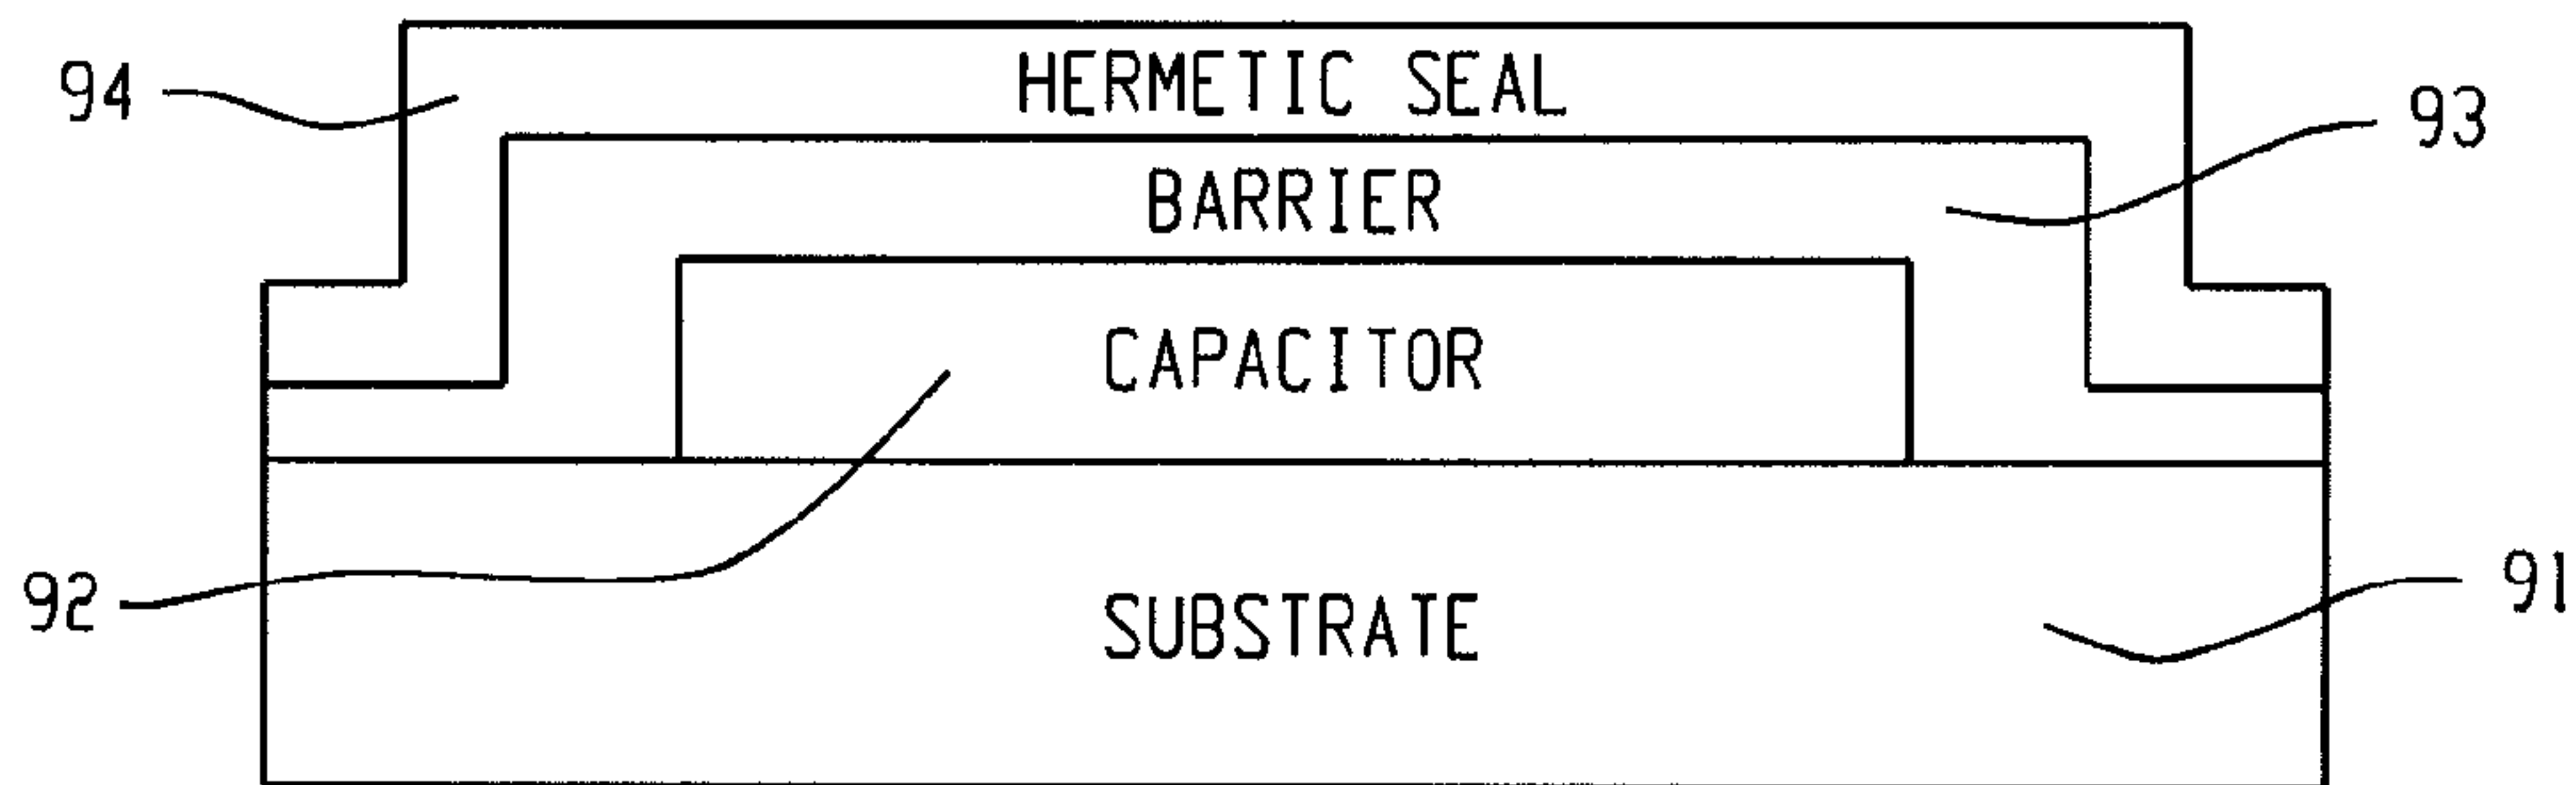 HERMETIC SEAL
94
93
BARRIER
CAPACITOR
92
SUBSTRATE
91